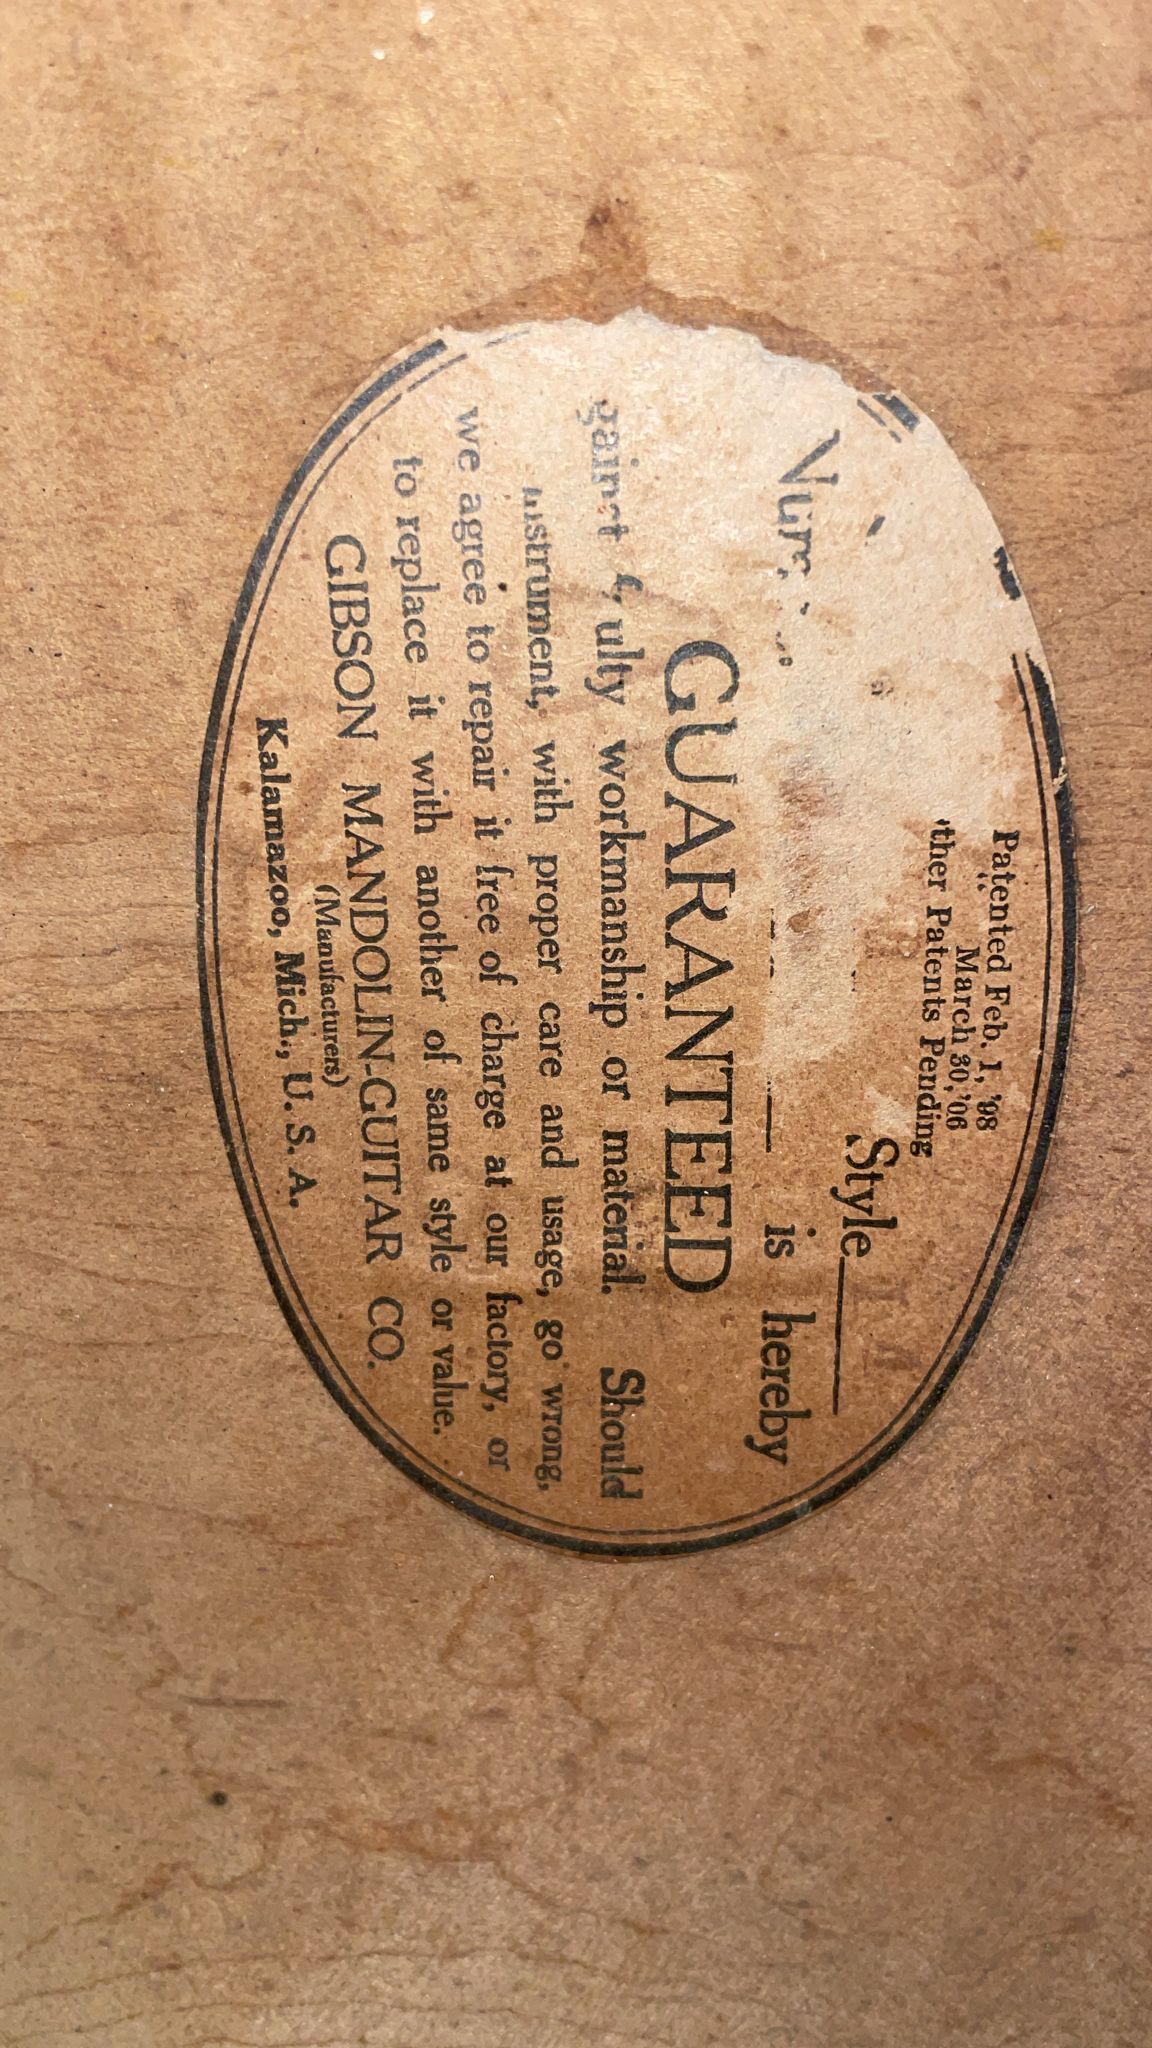 Patented Feb. 1, '98
March 30, '06
ther Patents Pending
Style
is hereby
GUARANTEED
gainst ulty workmanship or material. Should
instrument, with proper care and usage, go wrong,
we agree to repair it free of charge at our factory, or
to replace it with another of same style or value.
GIBSON MANDOLIN-GUITAR CO.
(Manufacturers)
Kalamazoo, Mich., U. S. A.